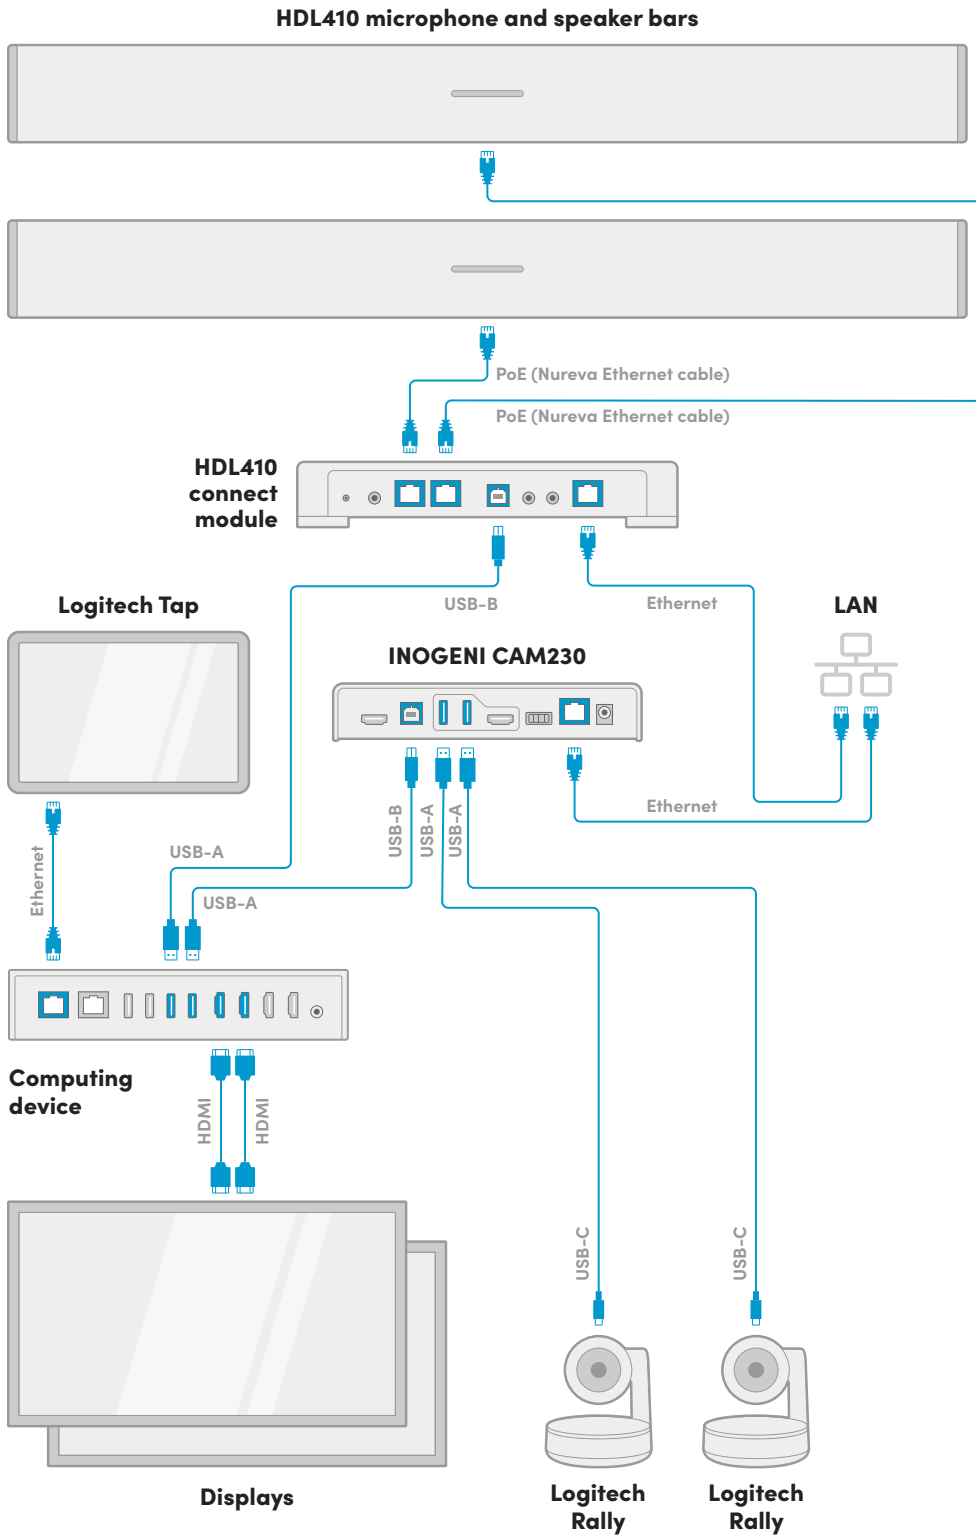 HDL410 microphone and speaker bars
PoE (Nureva Ethernet cable)
PoE (Nureva Ethernet cable)
HDL410
connect
module
USB-B
Ethernet
Logitech Tap
LAN
INOGENI CAM230
Ethernet
USB-B
USB-A
USB-A
USB-A
USB-A
Ethernet
Computing
device
HDMI
HDMI
USB-C
USB-C
Displays
Logitech
Rally
Logitech
Rally